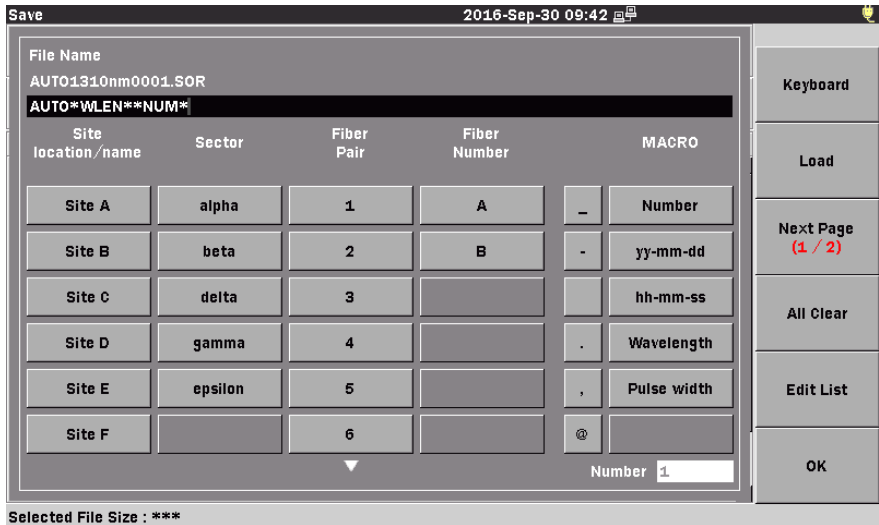 Save 2016-Sep-30 09:42
File Name
AUTO1310nm0001.SOR
AUTO*WLEN**NUM*
Site location/name Sector Fiber Pair Fiber Number MACRO
Site A alpha 1 A _ Number
Site B beta 2 B - yy-mm-dd
Site C delta 3 hh-mm-ss
Site D gamma 4 . Wavelength
Site E epsilon 5 , Pulse width
Site F 6 @
Number 1
Keyboard
Load
Next Page
(1 / 2)
All Clear
Edit List
OK
Selected File Size : ***